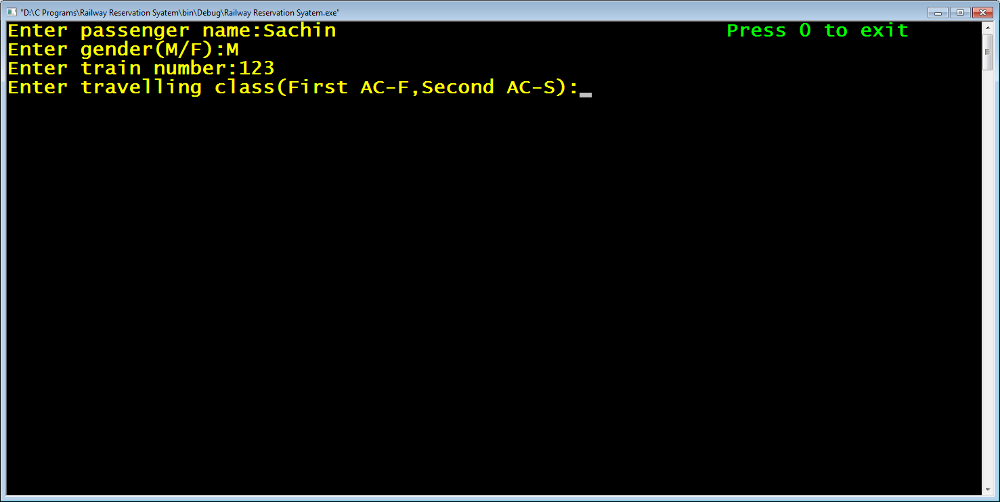 "D:\C Programs\Railway Reservation Syatem\bin\Debug\Railway Reservation Syatem.exe"
Enter passenger name:Sachin Press 0 to exit
Enter gender(M/F):M
Enter train number:123
Enter travelling class(First AC-F,Second AC-S):_